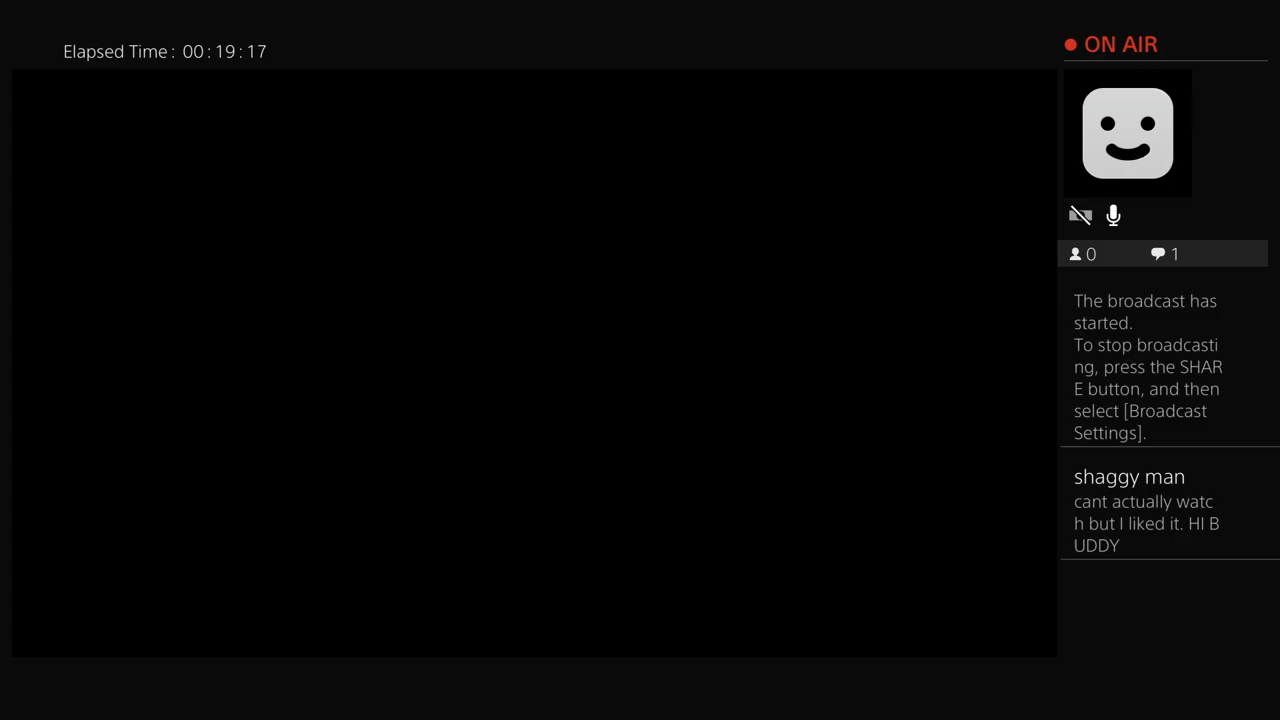 Elapsed Time: 00:19:17
ON AIR
0 1
The broadcast has
started.
To stop broadcasti
ng, press the SHAR
E button, and then
select [Broadcast
Settings].
shaggy man
cant actually watc
h but I liked it. HI B
UDDY